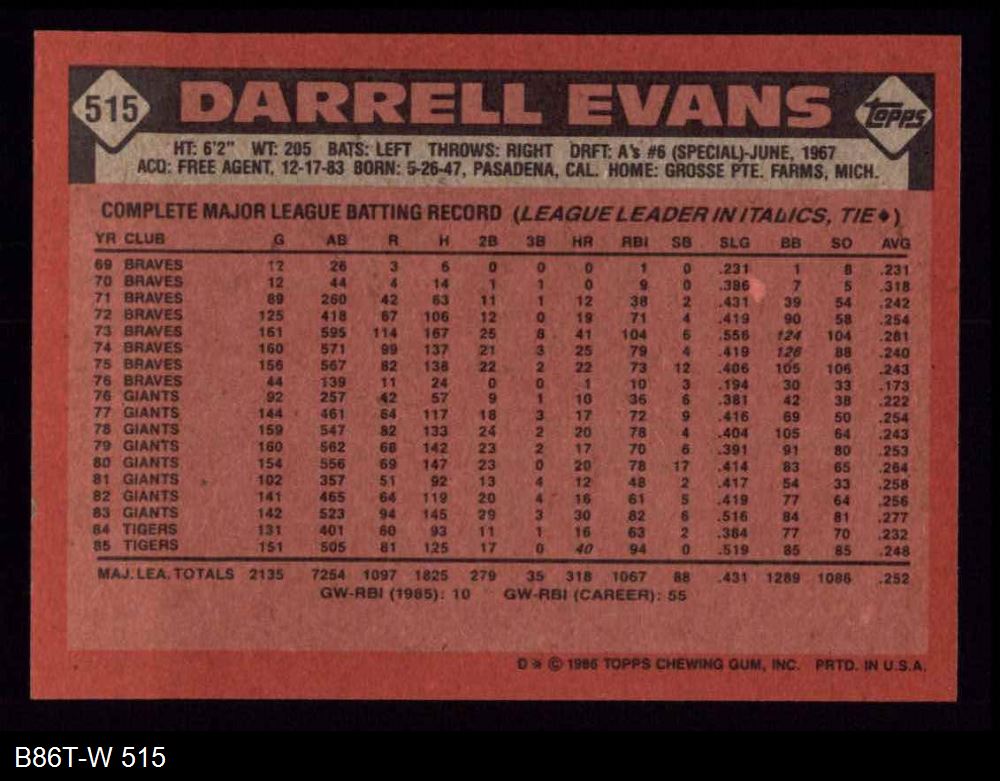 515 DARRELL EVANS TOPPS
HT: 6'2" WT: 205 BATS: LEFT THROWS: RIGHT DRFT: A's #6 (SPECIAL)-JUNE, 1967
ACQ: FREE AGENT, 12-17-83 BORN: 5-26-47, PASADENA, CAL. HOME: GROSSE PTE. FARMS, MICH.
COMPLETE MAJOR LEAGUE BATTING RECORD (LEAGUE LEADER IN ITALICS, TIE♦)
YR CLUB G AB R H 2B 3B HR RBI SB SLG BB SO AVG
69 BRAVES 12 26 3 6 0 0 0 1 0 .231 1 8 .231
70 BRAVES 12 44 4 14 1 1 0 9 0 .386 7 5 .318
71 BRAVES 89 260 42 63 11 1 12 38 2 .431 39 54 .242
72 BRAVES 125 418 67 106 12 0 19 71 4 .419 90 58 .254
73 BRAVES 161 595 114 167 25 8 41 104 6 .556 124 104 .281
74 BRAVES 160 571 99 137 21 3 25 79 4 .419 126 88 .240
75 BRAVES 156 567 82 138 22 2 22 73 12 .406 105 106 .243
76 BRAVES 44 139 11 24 0 0 1 10 3 .194 30 33 .173
76 GIANTS 92 257 42 57 9 1 10 36 6 .381 42 38 .222
77 GIANTS 144 461 64 117 18 3 17 72 9 .416 69 50 .254
78 GIANTS 159 547 82 133 24 2 20 78 4 .404 105 64 .243
79 GIANTS 160 562 68 142 23 2 17 70 6 .391 91 80 .253
80 GIANTS 154 556 69 147 23 0 20 78 17 .414 83 65 .264
81 GIANTS 102 357 51 92 13 4 12 48 2 .417 54 33 .258
82 GIANTS 141 465 64 119 20 4 16 61 5 .419 77 64 .256
83 GIANTS 142 523 94 145 29 3 30 82 6 .516 84 81 .277
84 TIGERS 131 401 60 93 11 1 16 63 2 .384 77 70 .232
85 TIGERS 151 505 81 125 17 0 40 94 0 .519 85 85 .248
MAJ.LEA. TOTALS 2135 7254 1097 1825 279 35 318 1067 88 .431 1289 1086 .252
GW-RBI (1985): 10 GW-RBI (CAREER): 55
D ※ © 1986 TOPPS CHEWING GUM, INC. PRTD. IN U.S.A.
B86T-W 515